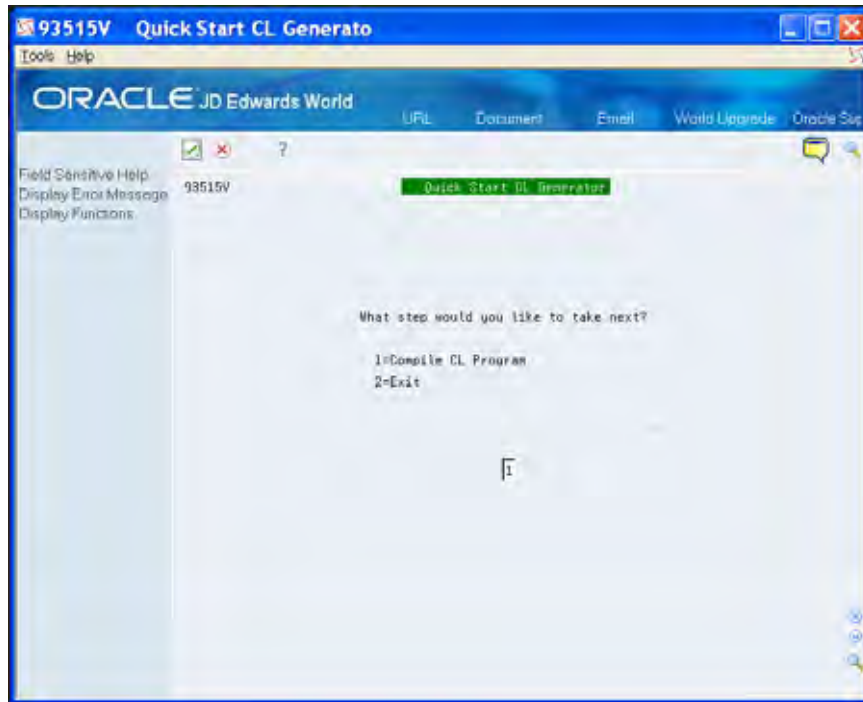 93515V Quick Start CL Generato
Tools Help
ORACLE JD Edwards World
URL Document Email World Upgrade Oracle Sup
?
Field Sensitive Help
Display Error Message
Display Functions
93515V Quick Start CL Generator
What step would you like to take next?
1=Compile CL Program
2=Exit
1